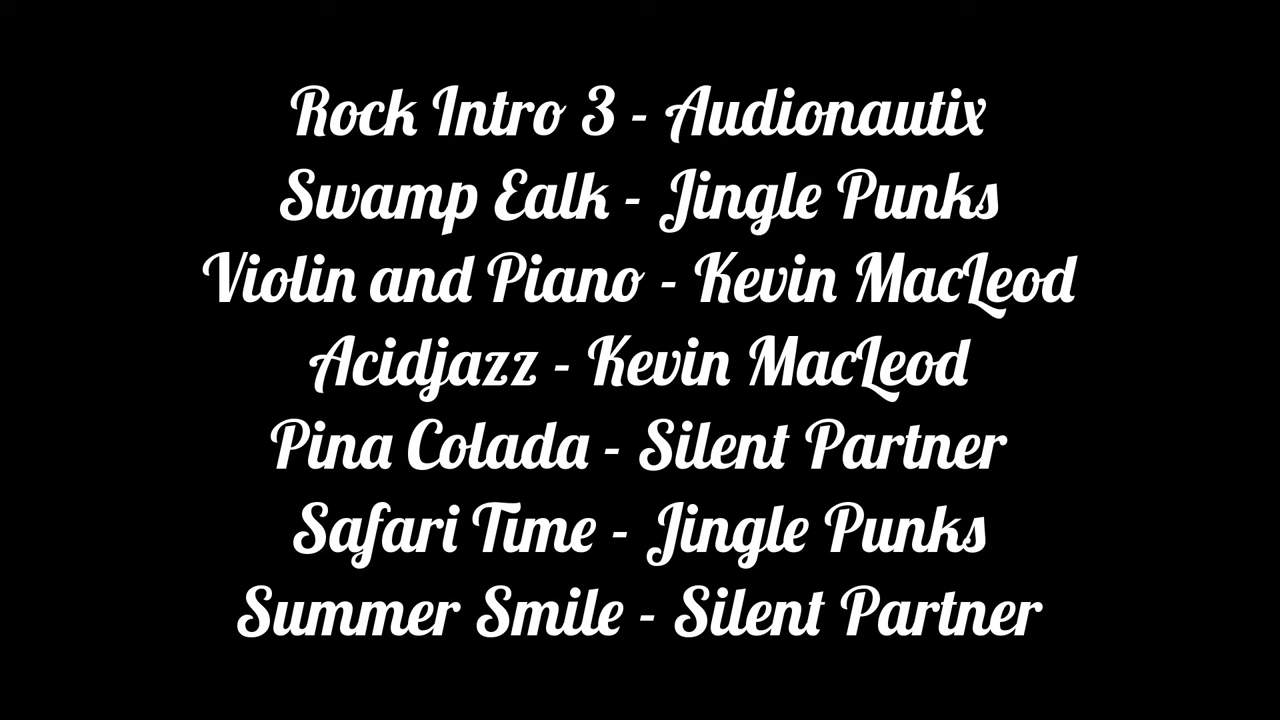 Rock Intro 3 - Audionautix
Swamp Ealk - Jingle Punks
Violin and Piano - Kevin MacLeod
Acidjazz - Kevin MacLeod
Pina Colada - Silent Partner
Safari Time - Jingle Punks
Summer Smile - Silent Partner